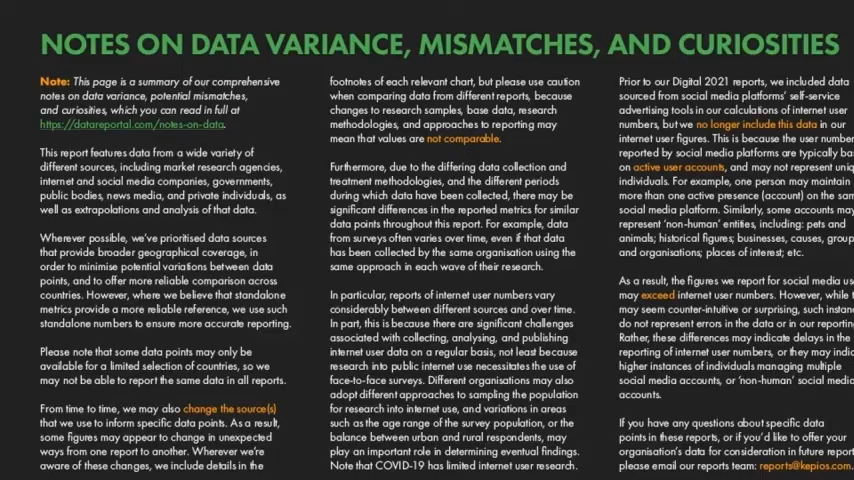 NOTES ON DATA VARIANCE, MISMATCHES, AND CURIOSITIES
Note: This page is a summary of our comprehensive
notes on data variance, potential mismatches,
and curiosities, which you can read in full at
https://datareportal.com/notes-on-data.
This report features data from a wide variety of
different sources, including market research agencies,
internet and social media companies, governments,
public bodies, news media, and private individuals, as
well as extrapolations and analysis of that data.
Wherever possible, we've prioritised data sources
that provide broader geographical coverage, in
order to minimise potential variations between data
points, and to offer more reliable comparison across
countries. However, where we believe that standalone
metrics provide a more reliable reference, we use such
standalone numbers to ensure more accurate reporting.
Please note that some data points may only be
available for a limited selection of countries, so we
may not be able to report the same data in all reports.
From time to time, we may also change the source(s)
that we use to inform specific data points. As a result,
some figures may appear to change in unexpected
ways from one report to another. Wherever we're
aware of these changes, we include details in the
footnotes of each relevant chart, but please use caution
when comparing data from different reports, because
changes to research samples, base data, research
methodologies, and approaches to reporting may
mean that values are not comparable.
Furthermore, due to the differing data collection and
treatment methodologies, and the different periods
during which data have been collected, there may be
significant differences in the reported metrics for similar
data points throughout this report. For example, data
from surveys often varies over time, even if that data
has been collected by the same organisation using the
same approach in each wave of their research.
In particular, reports of internet user numbers vary
considerably between different sources and over time.
In part, this is because there are significant challenges
associated with collecting, analysing, and publishing
internet user data on a regular basis, not least because
research into public internet use necessitates the use of
face-to-face surveys. Different organisations may also
adopt different approaches to sampling the population
for research into internet use, and variations in areas
such as the age range of the survey population, or the
balance between urban and rural respondents, may
play an important role in determining eventual findings.
Note that COVID-19 has limited internet user research.
Prior to our Digital 2021 reports, we included data
sourced from social media platforms' self-service
advertising tools in our calculations of internet user
numbers, but we no longer include this data in our
internet user figures. This is because the user number
reported by social media platforms are typically ba
on active user accounts, and may not represent uniq
individuals. For example, one person may maintain
more than one active presence (account) on the sam
social media platform. Similarly, some accounts may
represent 'non-human' entities, including: pets and
animals; historical figures; businesses, causes, group
and organisations; places of interest; etc.
As a result, the figures we report for social media us
may exceed internet user numbers. However, while t
may seem counter-intuitive or surprising, such instan
do not represent errors in the data or in our reportin
Rather, these differences may indicate delays in the
reporting of internet user numbers, or they may indic
higher instances of individuals managing multiple
social media accounts, or 'non-human' social media
accounts.
If you have any questions about specific data
points in these reports, or if you'd like to offer your
organisation's data for consideration in future report
please email our reports team: reports@kepios.com.